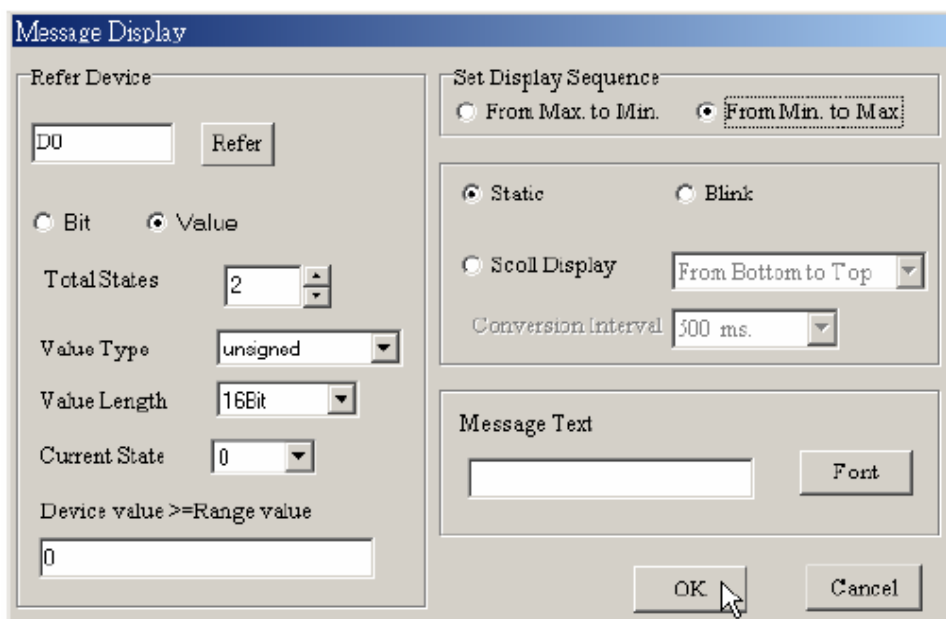 Message Display
Refer Device
D0
Refer
Bit
Value
Total States
2
Value Type
unsigned
Value Length
16Bit
Current State
0
Device value >=Range value
0
Set Display Sequence
From Max. to Min.
From Min. to Max
Static
Blink
Scoll Display
From Bottom to Top
Conversion Interval
500 ms.
Message Text
Font
OK
Cancel